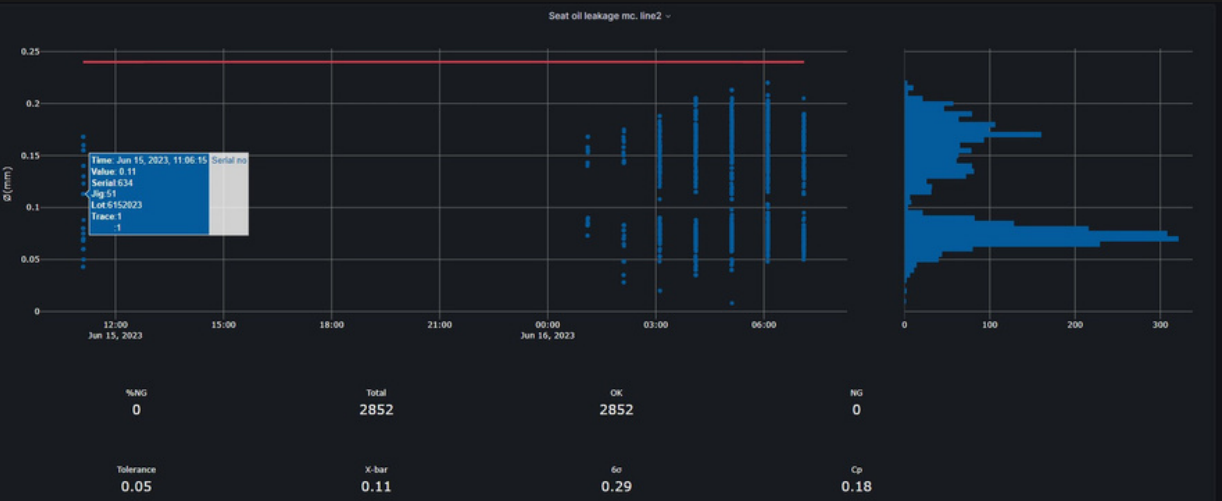 Seat oil leakage mc. line2
0.25
0.2
0.15
0.1
0.05
0
Ø(mm)
Time: Jun 15, 2023, 11:06:15 Serial no
Value: 0.11
Serial:634
Jig:51
Lot:6152023
Trace:1
:1
12:00 15:00 18:00 21:00 00:00 03:00 06:00
Jun 15, 2023 Jun 16, 2023
0 100 200 300
%NG Total OK NG
0 2852 2852 0
Tolerance X-bar 6σ Cp
0.05 0.11 0.29 0.18